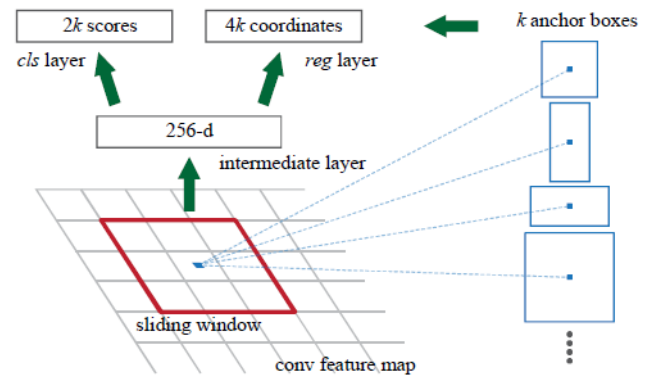 2k scores
4k coordinates
k anchor boxes
cls layer
reg layer
256-d
intermediate layer
sliding window
conv feature map